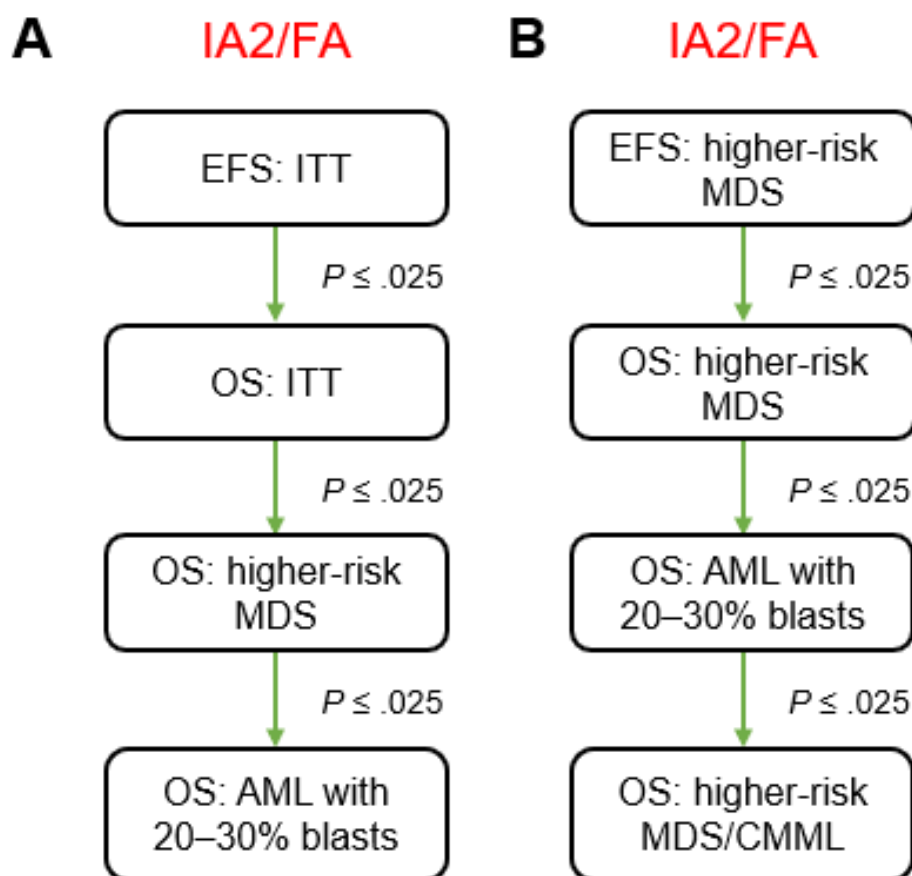 A
IA2/FA
EFS: ITT
P ≤ .025
OS: ITT
P ≤ .025
OS: higher-risk
MDS
P ≤ .025
OS: AML with
20–30% blasts
B
IA2/FA
EFS: higher-risk
MDS
P ≤ .025
OS: higher-risk
MDS
P ≤ .025
OS: AML with
20–30% blasts
P ≤ .025
OS: higher-risk
MDS/CMML